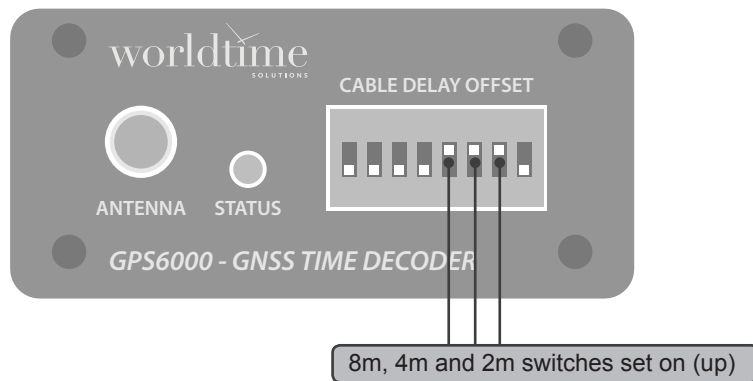 worldtime
SOLUTIONS
CABLE DELAY OFFSET
ANTENNA STATUS
GPS6000 - GNSS TIME DECODER
8m, 4m and 2m switches set on (up)